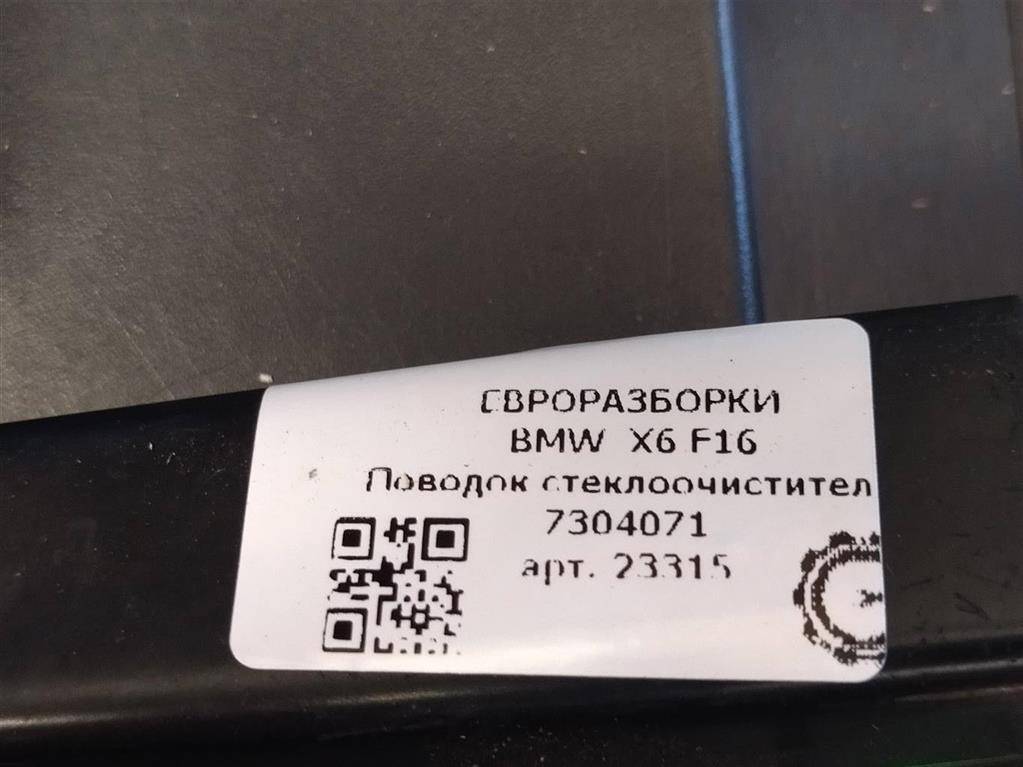 ЕВРОРАЗБОРКИ
BMW X6 F16
Поводок стеклоочистител
7304071
арт. 23315